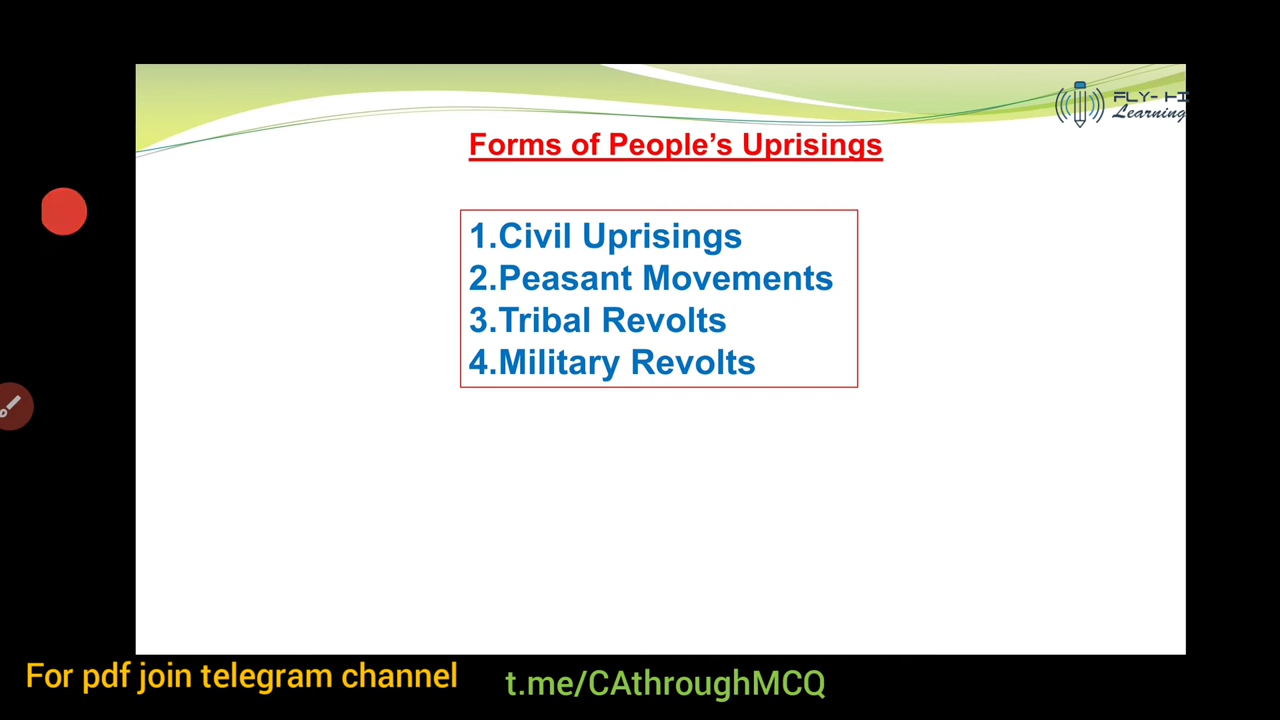 FLY-HI
Learning
Forms of People's Uprisings
1.Civil Uprisings
2.Peasant Movements
3.Tribal Revolts
4.Military Revolts
For pdf join telegram channel
t.me/CAthroughMCQ